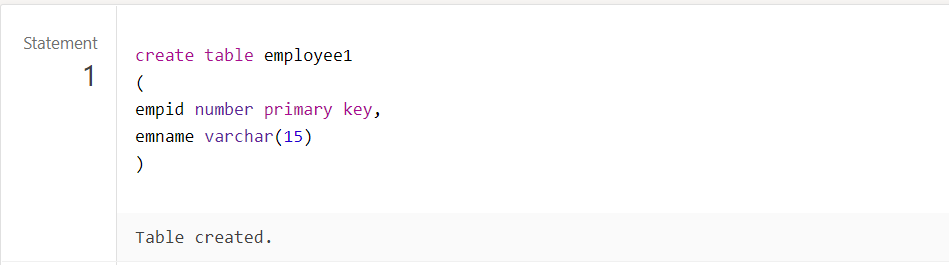 Statement
1
create table employee1
(
empid number primary key,
emname varchar(15)
)
Table created.